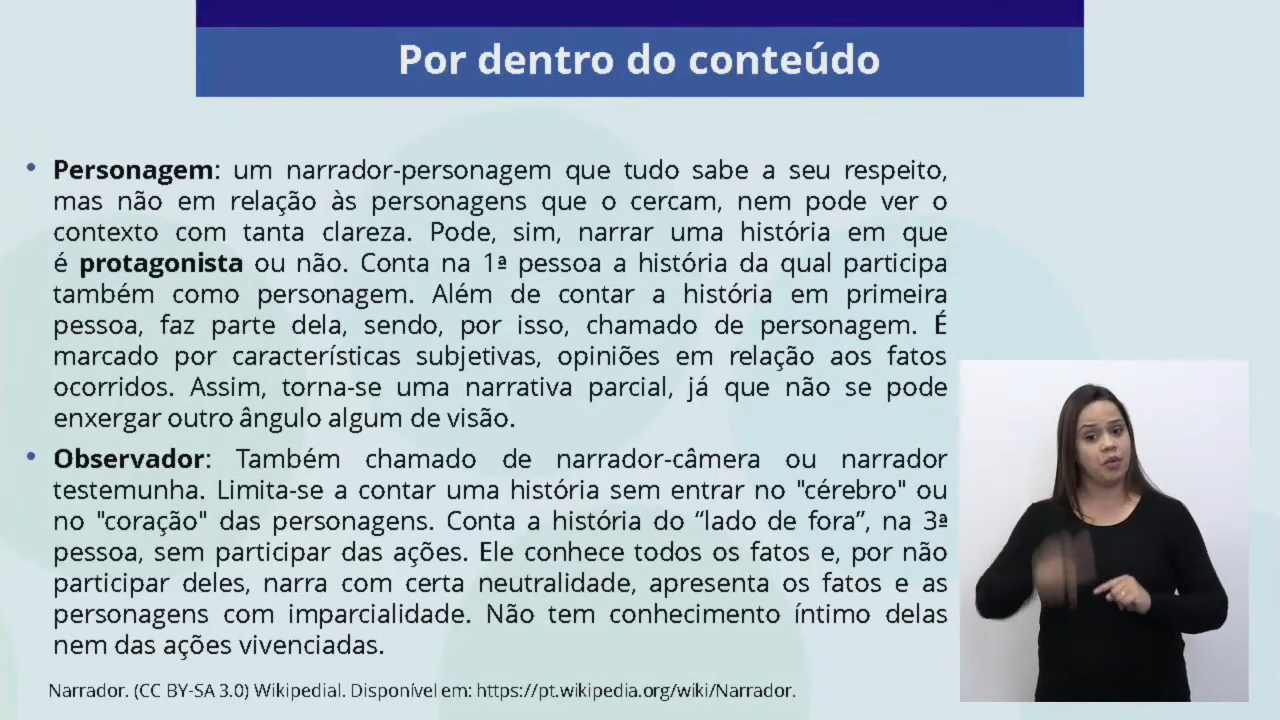 Por dentro do conteúdo
• Personagem: um narrador-personagem que tudo sabe a seu respeito,
mas não em relação às personagens que o cercam, nem pode ver o
contexto com tanta clareza. Pode, sim, narrar uma história em que
é protagonista ou não. Conta na 1ª pessoa a história da qual participa
também como personagem. Além de contar a história em primeira
pessoa, faz parte dela, sendo, por isso, chamado de personagem. É
marcado por características subjetivas, opiniões em relação aos fatos
ocorridos. Assim, torna-se uma narrativa parcial, já que não se pode
enxergar outro ângulo algum de visão.
• Observador: Também chamado de narrador-câmera ou narrador
testemunha. Limita-se a contar uma história sem entrar no "cérebro" ou
no "coração" das personagens. Conta a história do “lado de fora”, na 3ª
pessoa, sem participar das ações. Ele conhece todos os fatos e, por não
participar deles, narra com certa neutralidade, apresenta os fatos e as
personagens com imparcialidade. Não tem conhecimento íntimo delas
nem das ações vivenciadas.
Narrador. (CC BY-SA 3.0) Wikipedial. Disponível em: https://pt.wikipedia.org/wiki/Narrador.